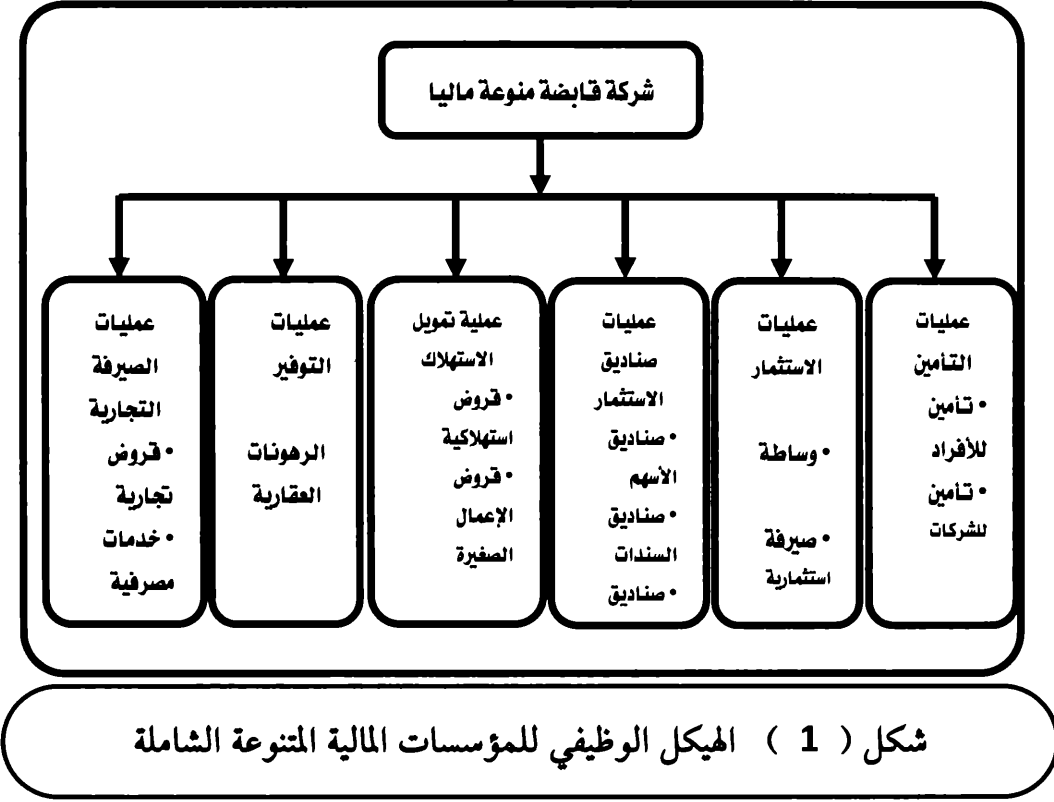 شركة قابضة منوعة ماليا
عمليات
التأمين
• تأمين
للأفراد
• تأمين
للشركات
عمليات
الاستثمار
• وساطة
• صيرفة
استثمارية
عمليات
صناديق
الاستثمار
• صناديق
الأسهم
• صناديق
السندات
• صناديق
عملية تمويل
الاستهلاك
• قروض
استهلاكية
• قروض
الإعمال
الصغيرة
عمليات
التوفير
الرهونات
العقارية
عمليات
الصيرفة
التجارية
• قروض
تجارية
• خدمات
مصرفية
شكل ( 1 ) الهيكل الوظيفي للمؤسسات المالية المتنوعة الشاملة